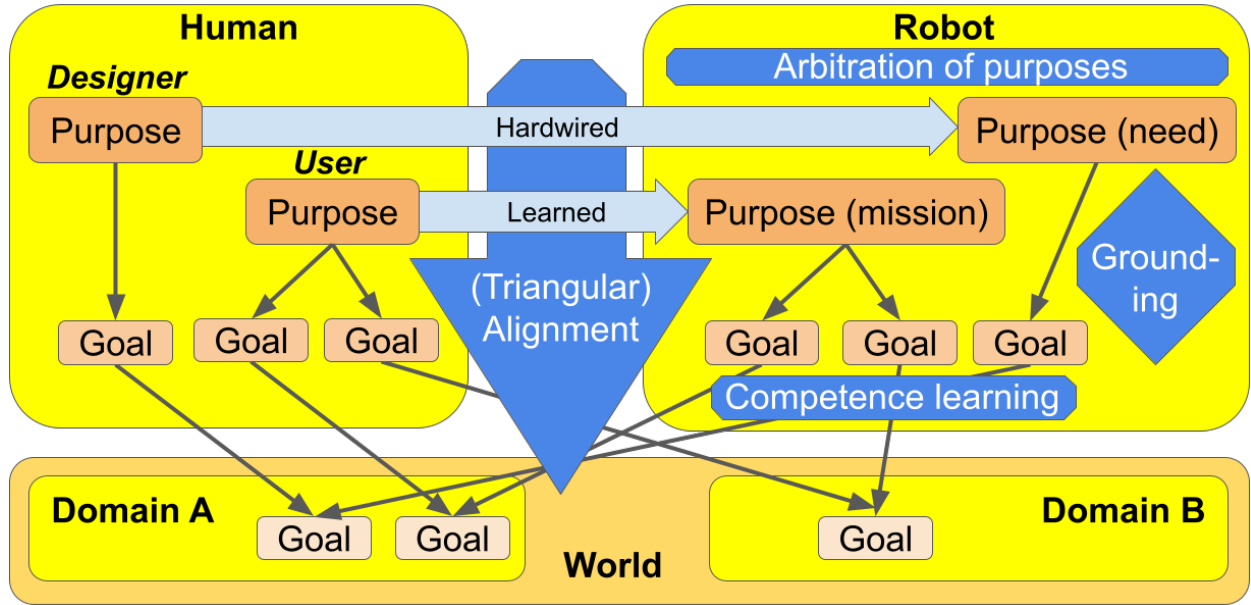 Human
Robot
Arbitration of purposes
Designer
Purpose
Hardwired
Purpose (need)
User
Purpose
Learned
Purpose (mission)
(Triangular)
Alignment
Ground-
ing
Goal
Goal
Goal
Goal
Goal
Goal
Competence learning
Domain A
Goal
Goal
World
Goal
Domain B